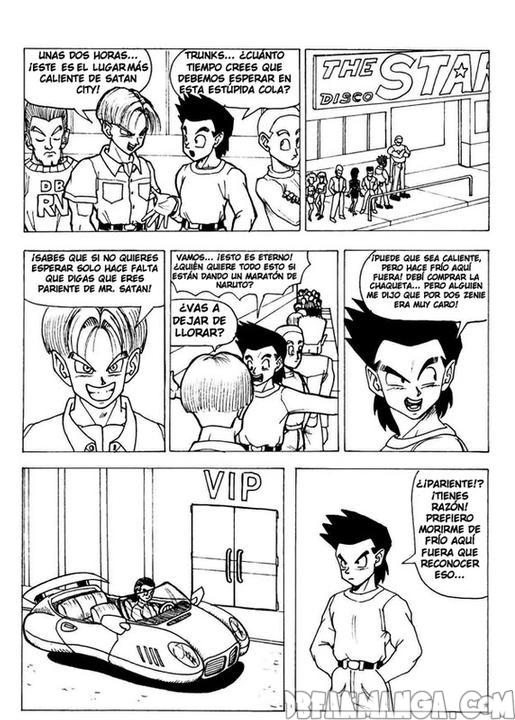 UNAS DOS HORAS...
¡ESTE ES EL LUGAR MÁS
CALIENTE DE SATAN
CITY!
TRUNKS... ¿CUÁNTO
TIEMPO CREES QUE
DEBEMOS ESPERAR EN
ESTA ESTÚPIDA COLA?
DB
RV
THE STAR
DISCO
¡SABES QUE SI NO QUIERES
ESPERAR SOLO HACE FALTA
QUE DIGAS QUE ERES
PARIENTE DE MR. SATAN!
VAMOS... ¡ESTO ES ETERNO!
¿QUIÉN QUIERE TODO ESTO SI
ESTÁN DANDO UN MARATÓN DE
NARUTO?
¿VAS A
DEJAR DE
LLORAR?
¡PUEDE QUE SEA CALIENTE,
PERO HACE FRÍO AQUÍ
FUERA! DEBÍ COMPRAR LA
CHAQUETA... PERO ALGUIEN
ME DIJO QUE POR DOS ZENIE
ERA MUY CARO!
VIP
¿¡PARIENTE!?
¡TIENES
RAZÓN!
PREFIERO
MORIRME DE
FRÍO AQUÍ
FUERA QUE
RECONOCER
ESO...
DBFANMANGA.COM